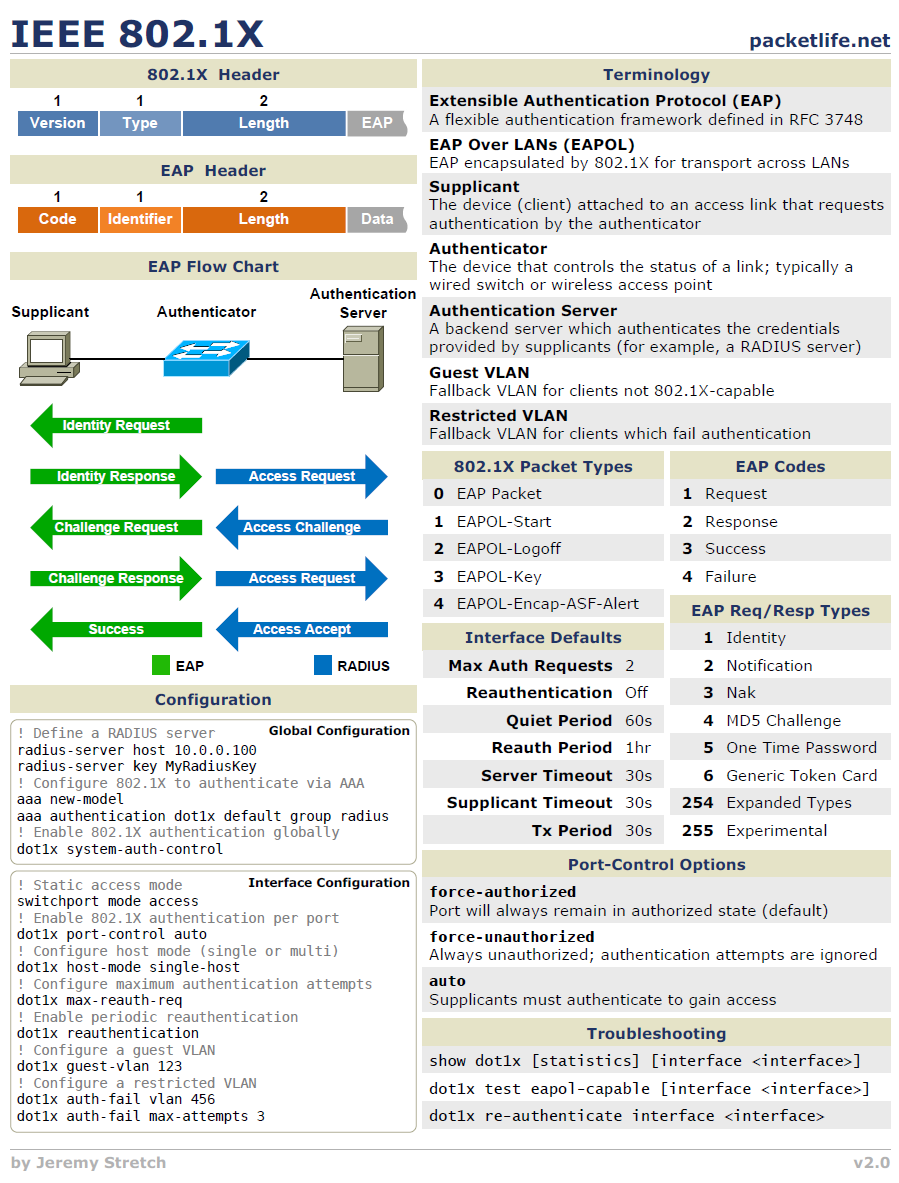 IEEE 802.1X
packetlife.net
802.1X Header
1 1 2
Version Type Length EAP
EAP Header
1 1 2
Code Identifier Length Data
EAP Flow Chart
Supplicant
Authenticator
Authentication
Server
Identity Request
Identity Response Access Request
Challenge Request Access Challenge
Challenge Response Access Request
Success Access Accept
EAP RADIUS
Configuration
Global Configuration
! Define a RADIUS server
radius-server host 10.0.0.100
radius-server key MyRadiusKey
! Configure 802.1X to authenticate via AAA
aaa new-model
aaa authentication dot1x default group radius
! Enable 802.1X authentication globally
dot1x system-auth-control
Interface Configuration
! Static access mode
switchport mode access
! Enable 802.1X authentication per port
dot1x port-control auto
! Configure host mode (single or multi)
dot1x host-mode single-host
! Configure maximum authentication attempts
dot1x max-reauth-req
! Enable periodic reauthentication
dot1x reauthentication
! Configure a guest VLAN
dot1x guest-vlan 123
! Configure a restricted VLAN
dot1x auth-fail vlan 456
dot1x auth-fail max-attempts 3
Terminology
Extensible Authentication Protocol (EAP)
A flexible authentication framework defined in RFC 3748
EAP Over LANs (EAPOL)
EAP encapsulated by 802.1X for transport across LANs
Supplicant
The device (client) attached to an access link that requests
authentication by the authenticator
Authenticator
The device that controls the status of a link; typically a
wired switch or wireless access point
Authentication Server
A backend server which authenticates the credentials
provided by supplicants (for example, a RADIUS server)
Guest VLAN
Fallback VLAN for clients not 802.1X-capable
Restricted VLAN
Fallback VLAN for clients which fail authentication
802.1X Packet Types
0 EAP Packet
1 EAPOL-Start
2 EAPOL-Logoff
3 EAPOL-Key
4 EAPOL-Encap-ASF-Alert
Interface Defaults
Max Auth Requests 2
Reauthentication Off
Quiet Period 60s
Reauth Period 1hr
Server Timeout 30s
Supplicant Timeout 30s
Tx Period 30s
EAP Codes
1 Request
2 Response
3 Success
4 Failure
EAP Req/Resp Types
1 Identity
2 Notification
3 Nak
4 MD5 Challenge
5 One Time Password
6 Generic Token Card
254 Expanded Types
255 Experimental
Port-Control Options
force-authorized
Port will always remain in authorized state (default)
force-unauthorized
Always unauthorized; authentication attempts are ignored
auto
Supplicants must authenticate to gain access
Troubleshooting
show dot1x [statistics] [interface <interface>]
dot1x test eapol-capable [interface <interface>]
dot1x re-authenticate interface <interface>
by Jeremy Stretch
v2.0